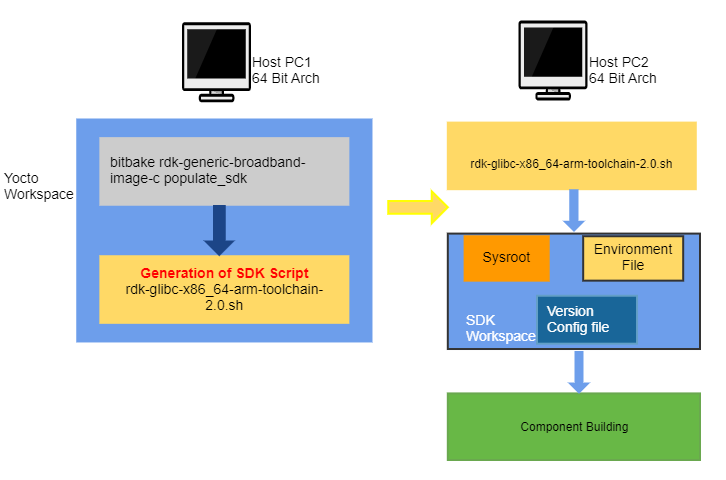 Host PC1
64 Bit Arch
Host PC2
64 Bit Arch
Yocto
Workspace
bitbake rdk-generic-broadband-
image-c populate_sdk
Generation of SDK Script
rdk-glibc-x86_64-arm-toolchain-
2.0.sh
rdk-glibc-x86_64-arm-toolchain-2.0.sh
Sysroot
Environment
File
SDK
Workspace
Version
Config file
Component Building